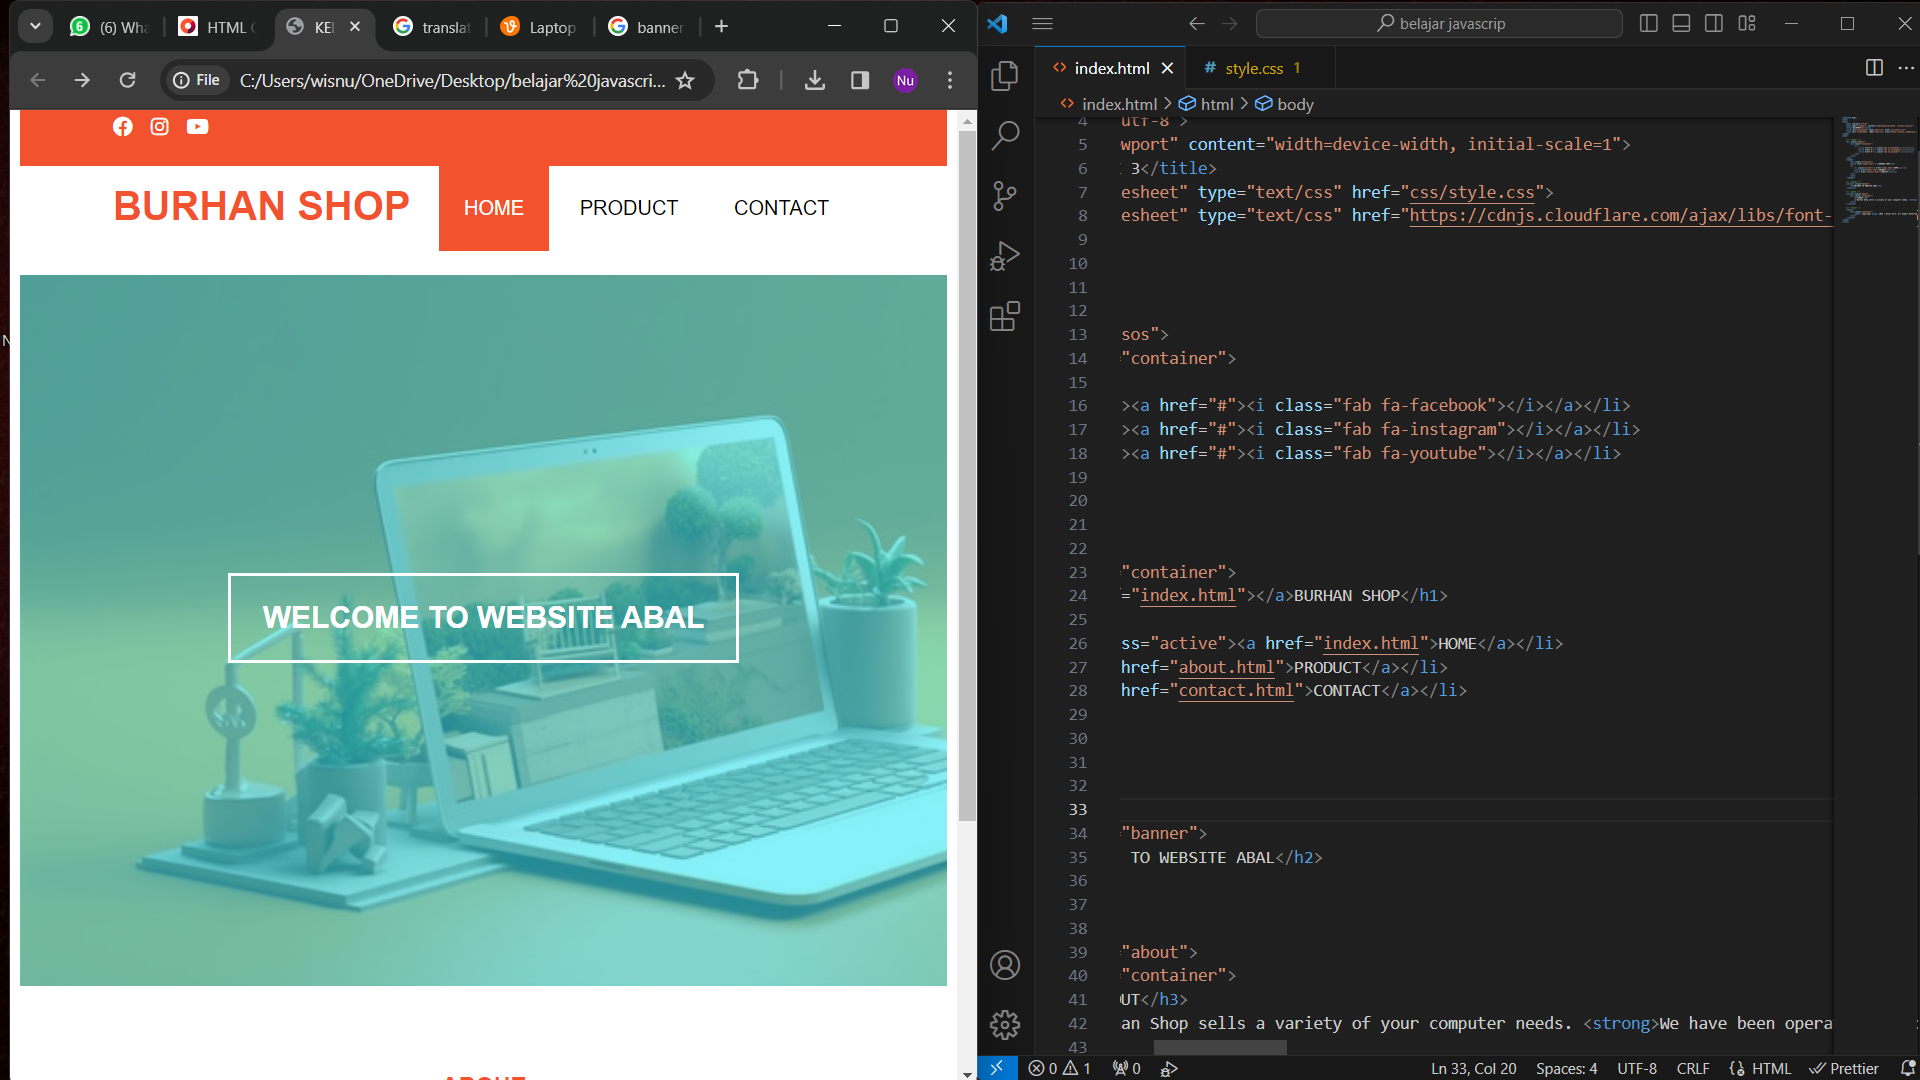 (6) Wha
HTML
KE
translat
Laptop
banner
File
C:/Users/wisnu/OneDrive/Desktop/belajar%20javascri...
Nu
BURHAN SHOP
HOME
PRODUCT
CONTACT
WELCOME TO WEBSITE ABAL
ABOUT
belajar javascrip
index.html
style.css 1
index.html > html > body
4 utf-8">
5 wport" content="width=device-width, initial-scale=1">
6 3</title>
7 esheet" type="text/css" href="css/style.css">
8 esheet" type="text/css" href="https://cdnjs.cloudflare.com/ajax/libs/font-
9
10
11
12
13 sos">
14 "container">
15
16 ><a href="#"><i class="fab fa-facebook"></i></a></li>
17 ><a href="#"><i class="fab fa-instagram"></i></a></li>
18 ><a href="#"><i class="fab fa-youtube"></i></a></li>
19
20
21
22
23 "container">
24 ="index.html"></a>BURHAN SHOP</h1>
25
26 ss="active"><a href="index.html">HOME</a></li>
27 href="about.html">PRODUCT</a></li>
28 href="contact.html">CONTACT</a></li>
29
30
31
32
33
34 "banner">
35 TO WEBSITE ABAL</h2>
36
37
38
39 "about">
40 "container">
41 UT</h3>
42 an Shop sells a variety of your computer needs. <strong>We have been opera
43
0 1
0
Ln 33, Col 20
Spaces: 4
UTF-8
CRLF
HTML
Prettier